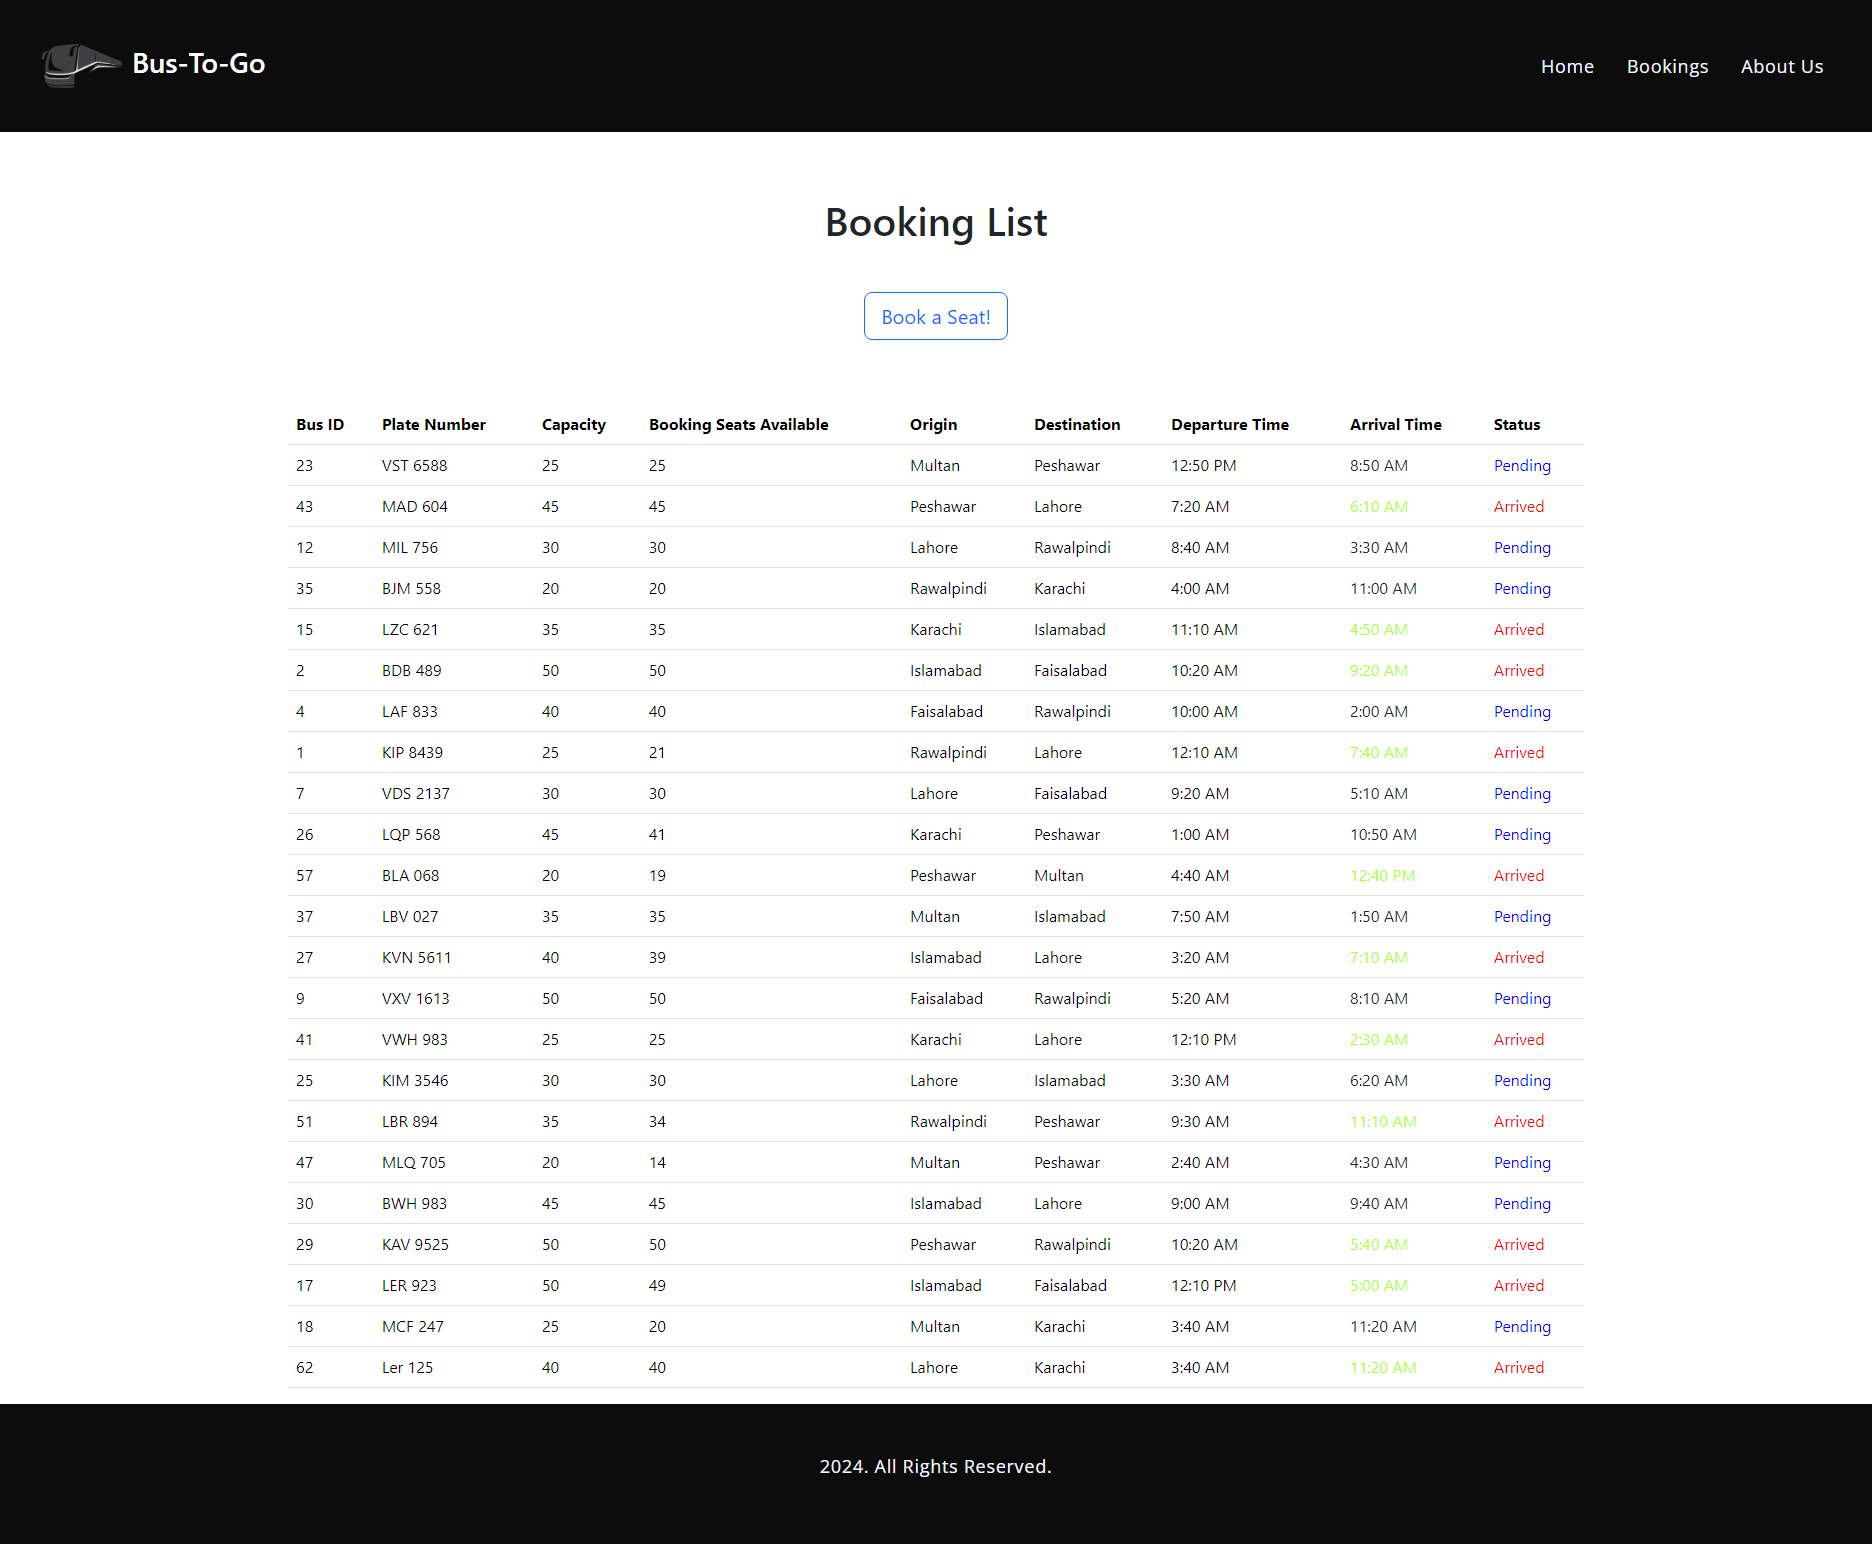 Bus-To-Go
Home Bookings About Us
Booking List
Book a Seat!
Bus ID Plate Number Capacity Booking Seats Available Origin Destination Departure Time Arrival Time Status
23 VST 6588 25 25 Multan Peshawar 12:50 PM 8:50 AM Pending
43 MAD 604 45 45 Peshawar Lahore 7:20 AM 6:10 AM Arrived
12 MIL 756 30 30 Lahore Rawalpindi 8:40 AM 3:30 AM Pending
35 BJM 558 20 20 Rawalpindi Karachi 4:00 AM 11:00 AM Pending
15 LZC 621 35 35 Karachi Islamabad 11:10 AM 4:50 AM Arrived
2 BDB 489 50 50 Islamabad Faisalabad 10:20 AM 9:20 AM Arrived
4 LAF 833 40 40 Faisalabad Rawalpindi 10:00 AM 2:00 AM Pending
1 KIP 8439 25 21 Rawalpindi Lahore 12:10 AM 7:40 AM Arrived
7 VDS 2137 30 30 Lahore Faisalabad 9:20 AM 5:10 AM Pending
26 LQP 568 45 41 Karachi Peshawar 1:00 AM 10:50 AM Pending
57 BLA 068 20 19 Peshawar Multan 4:40 AM 12:40 PM Arrived
37 LBV 027 35 35 Multan Islamabad 7:50 AM 1:50 AM Pending
27 KVN 5611 40 39 Islamabad Lahore 3:20 AM 7:10 AM Arrived
9 VXV 1613 50 50 Faisalabad Rawalpindi 5:20 AM 8:10 AM Pending
41 VWH 983 25 25 Karachi Lahore 12:10 PM 2:30 AM Arrived
25 KIM 3546 30 30 Lahore Islamabad 3:30 AM 6:20 AM Pending
51 LBR 894 35 34 Rawalpindi Peshawar 9:30 AM 11:10 AM Arrived
47 MLQ 705 20 14 Multan Peshawar 2:40 AM 4:30 AM Pending
30 BWH 983 45 45 Islamabad Lahore 9:00 AM 9:40 AM Pending
29 KAV 9525 50 50 Peshawar Rawalpindi 10:20 AM 5:40 AM Arrived
17 LER 923 50 49 Islamabad Faisalabad 12:10 PM 5:00 AM Arrived
18 MCF 247 25 20 Multan Karachi 3:40 AM 11:20 AM Pending
62 Ler 125 40 40 Lahore Karachi 3:40 AM 11:20 AM Arrived
2024. All Rights Reserved.